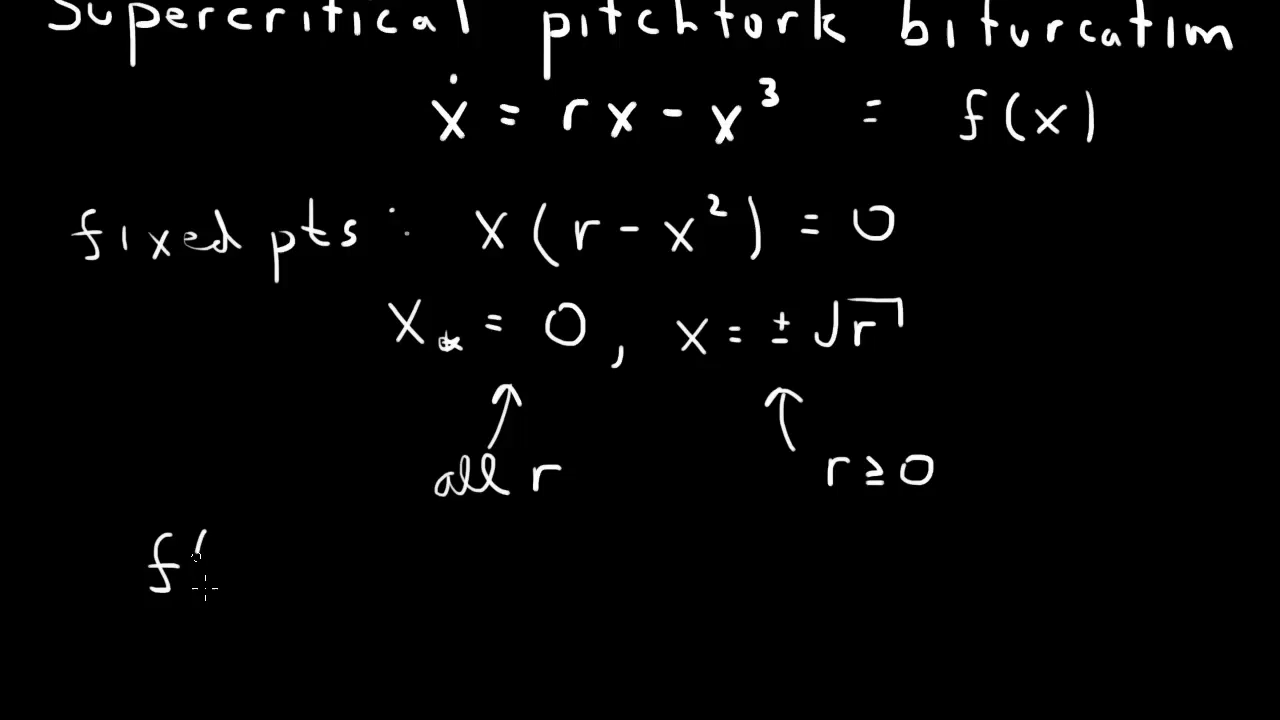 Supercritical pitchfork bifurcation
ẋ = rx - x³ = f(x)
fixed pts : x(r - x²) = 0
x* = 0, x = ±√r
all r r ≥ 0
f'